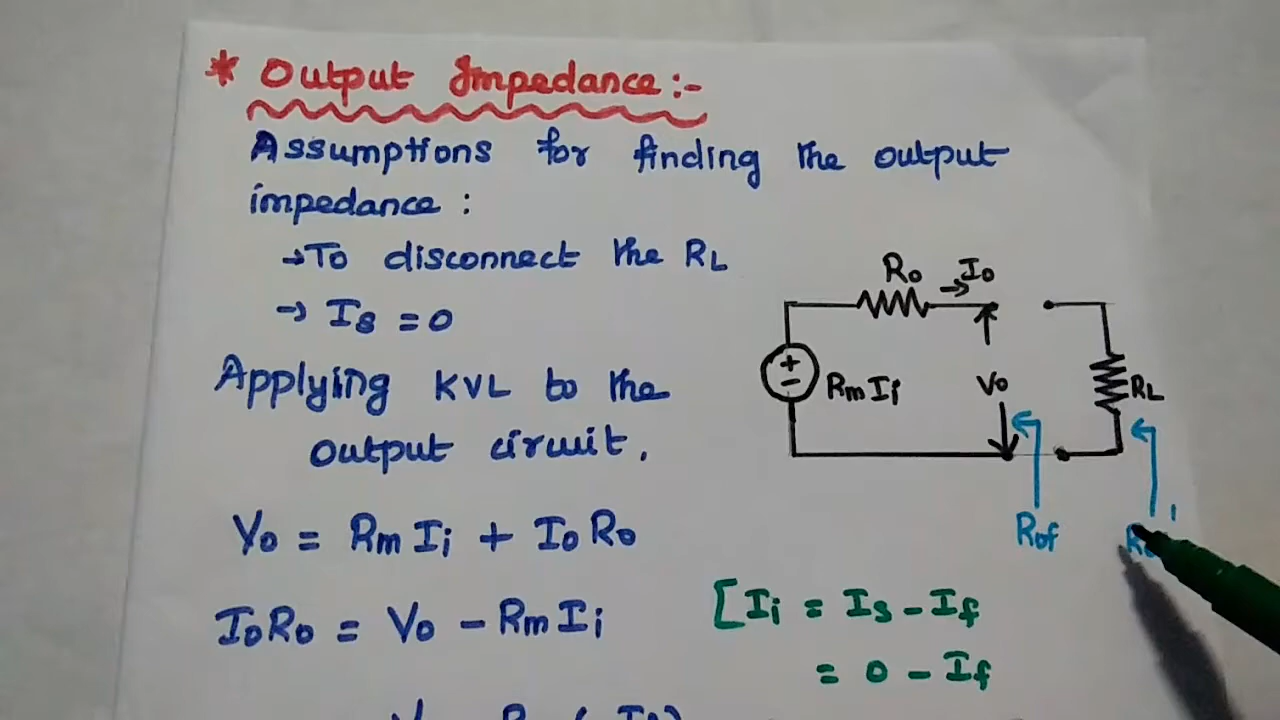 * Output Impedance:-
Assumptions for finding the output
impedance :
→ To disconnect the RL
→ Is = 0
Applying KVL to the
output circuit.
Vo = Rm Ii + Io Ro
IoRo = Vo - Rm Ii
Ro → Io
+
-
Rm Ii
Vo
RL
Rof
[Ii = Is - If
= 0 - If